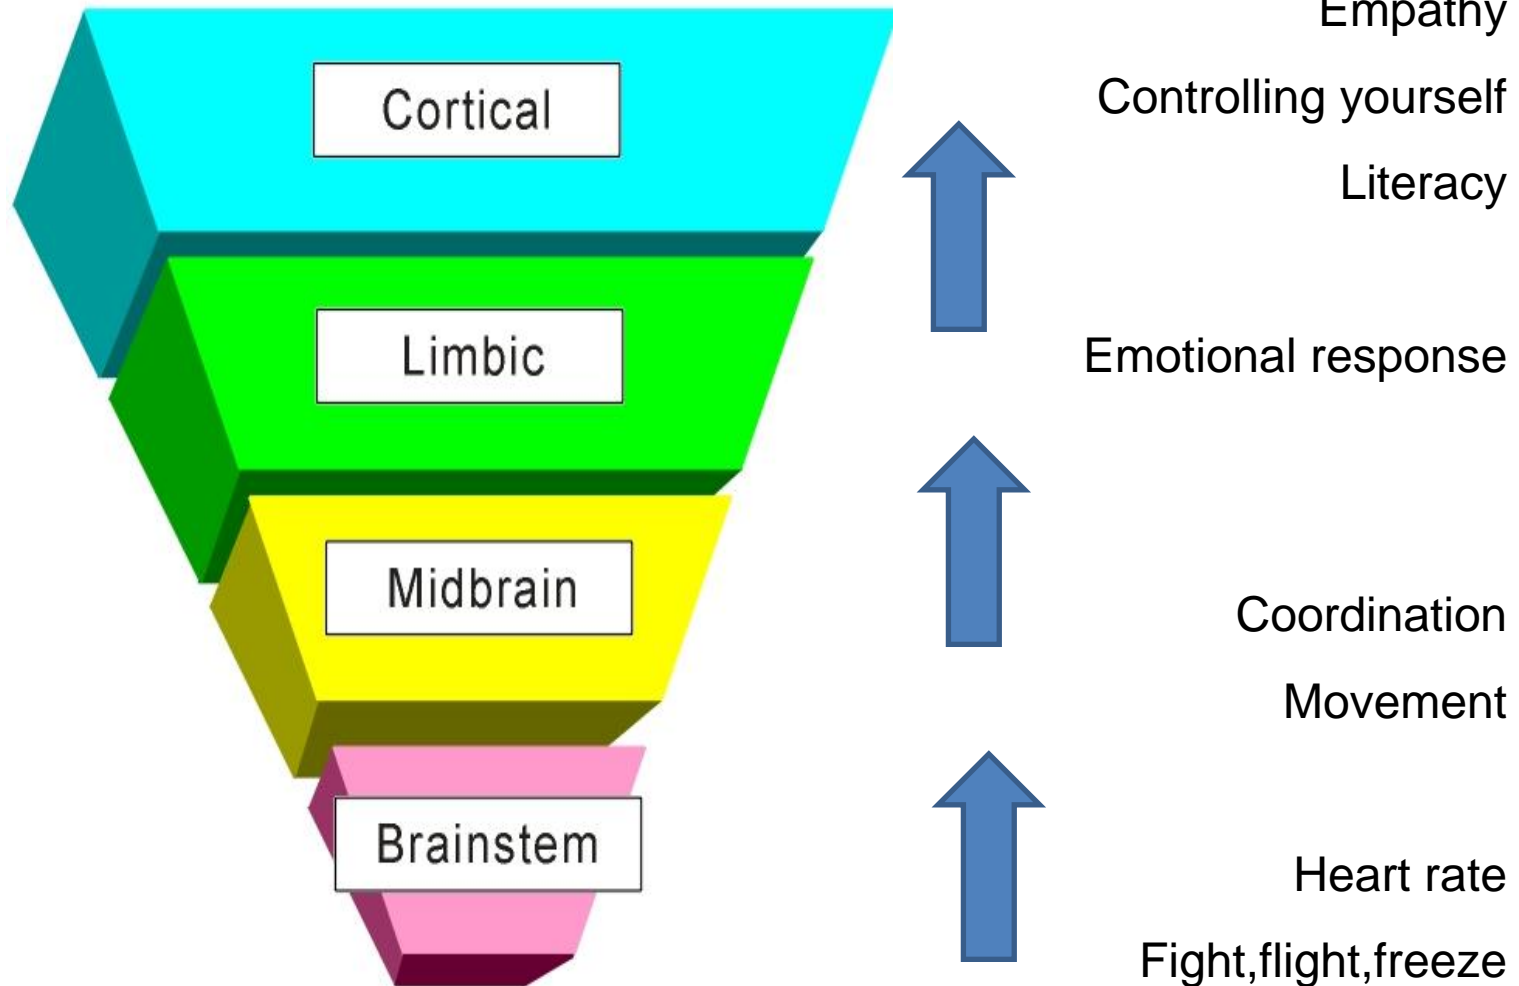 Empathy
Cortical
Controlling yourself
Literacy
Limbic
Emotional response
Midbrain
Coordination
Movement
Brainstem
Heart rate
Fight,flight,freeze